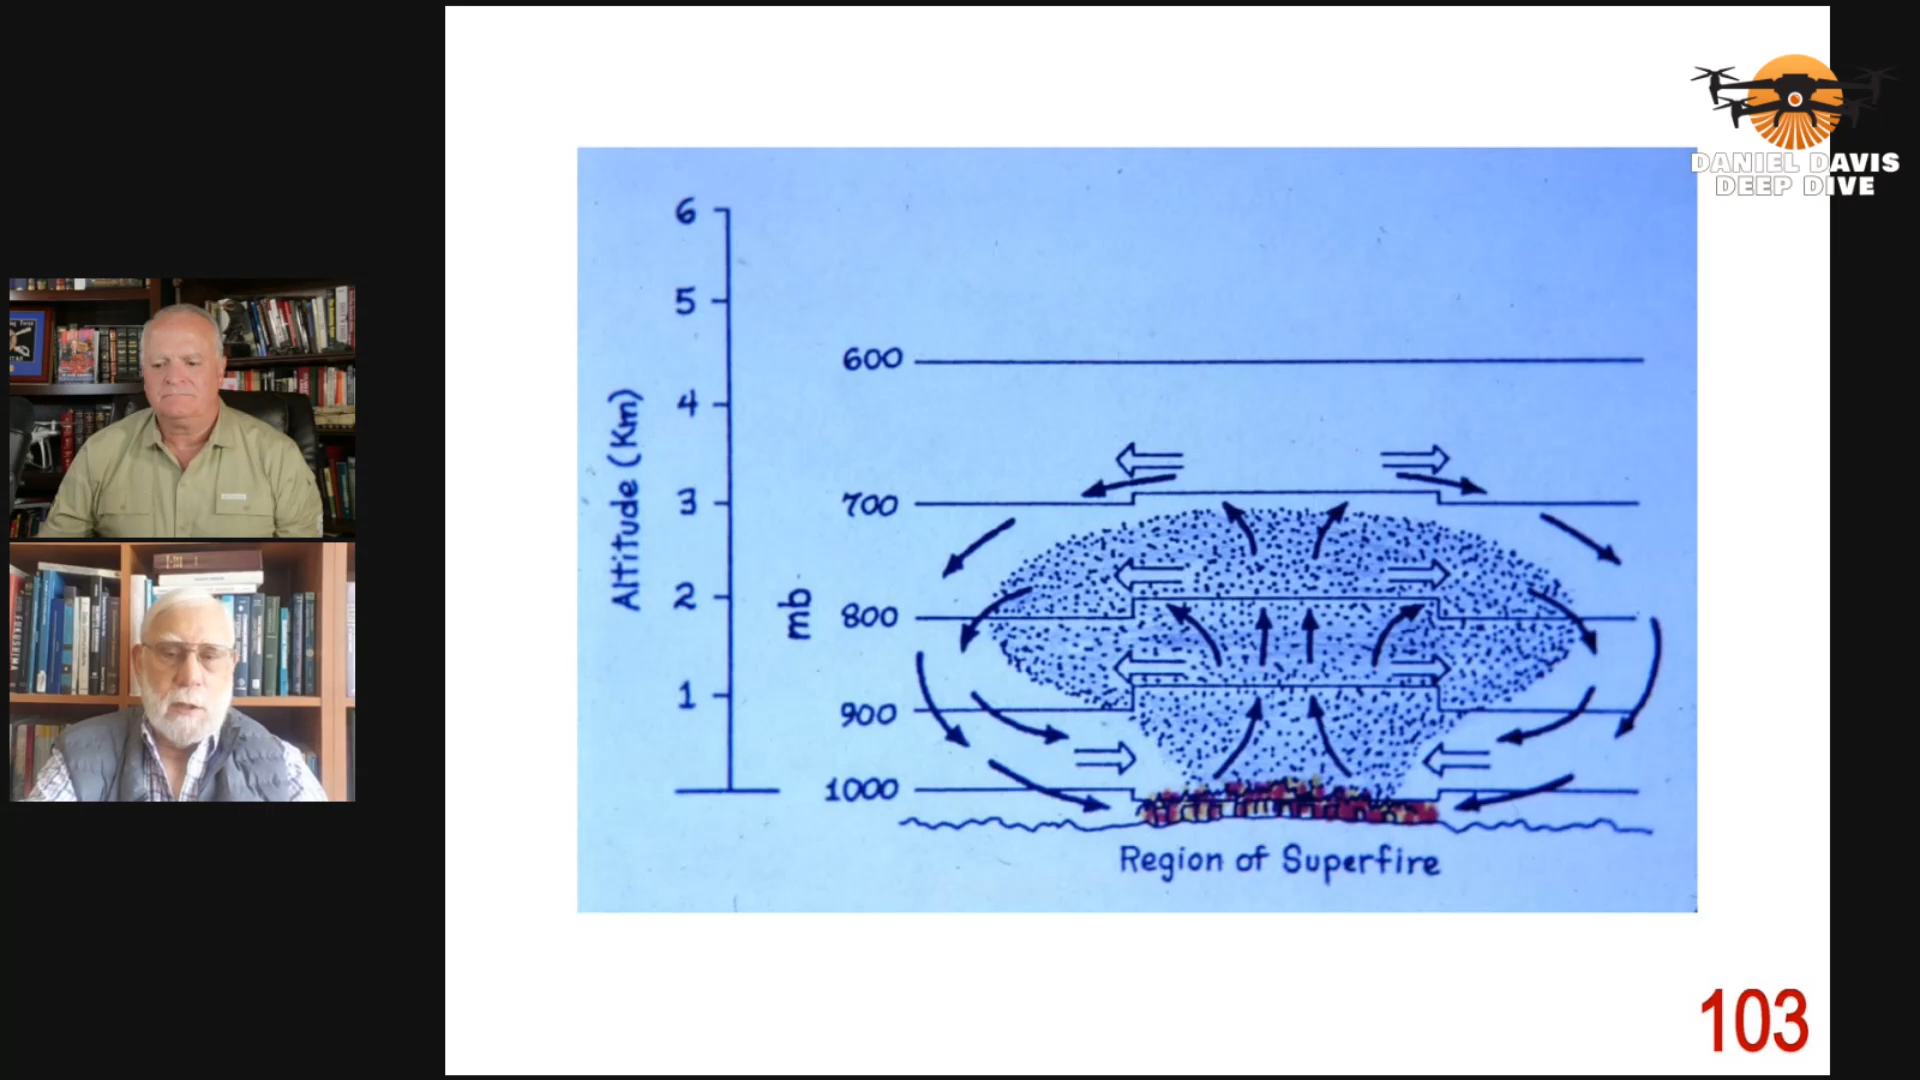 DANIEL DAVIS
DEEP DIVE
6
5
4
3
2
1
Altitude (Km)
mb
600
700
800
900
1000
Region of Superfire
103
FUKUSHIMA